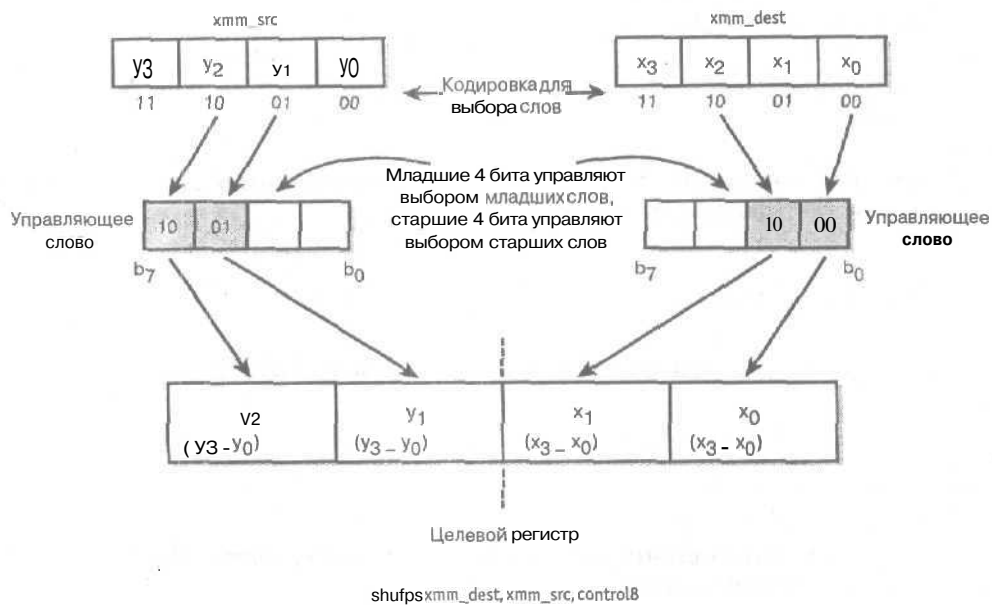 xmm_src
xmm_dest
y3 y2 y1 y0
x3 x2 x1 x0
11 10 01 00
Кодировка для
выбора слов
11 10 01 00
Управляющее
слово
10 01
b7 b0
Младшие 4 бита управляют
выбором младших слов,
старшие 4 бита управляют
выбором старших слов
10 00
b7 b0
Управляющее
слово
v2 y1 x1 x0
(y3 - y0) (y3 - y0) (x3 - x0) (x3 - x0)
Целевой регистр
shufps xmm_dest, xmm_src, control8